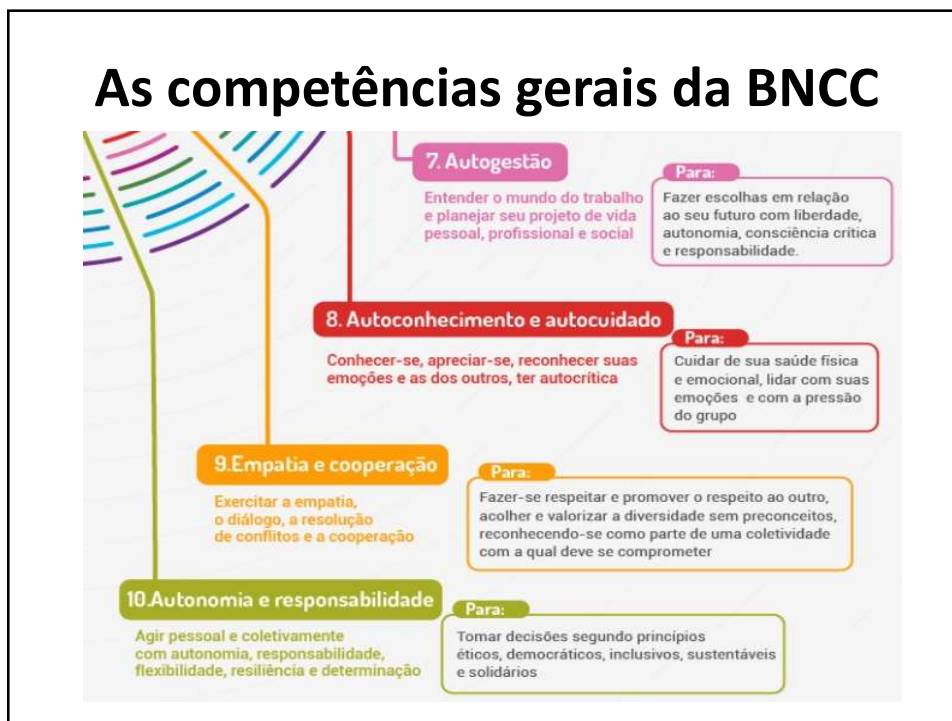 As competências gerais da BNCC
7. Autogestão
Entender o mundo do trabalho
e planejar seu projeto de vida
pessoal, profissional e social
Para:
Fazer escolhas em relação
ao seu futuro com liberdade,
autonomia, consciência crítica
e responsabilidade.
8. Autoconhecimento e autocuidado
Conhecer-se, apreciar-se, reconhecer suas
emoções e as dos outros, ter autocrítica
Para:
Cuidar de sua saúde física
e emocional, lidar com suas
emoções e com a pressão
do grupo
9.Empatia e cooperação
Exercitar a empatia,
o diálogo, a resolução
de conflitos e a cooperação
Para:
Fazer-se respeitar e promover o respeito ao outro,
acolher e valorizar a diversidade sem preconceitos,
reconhecendo-se como parte de uma coletividade
com a qual deve se comprometer
10.Autonomia e responsabilidade
Agir pessoal e coletivamente
com autonomia, responsabilidade,
flexibilidade, resiliência e determinação
Para:
Tomar decisões segundo princípios
éticos, democráticos, inclusivos, sustentáveis
e solidários